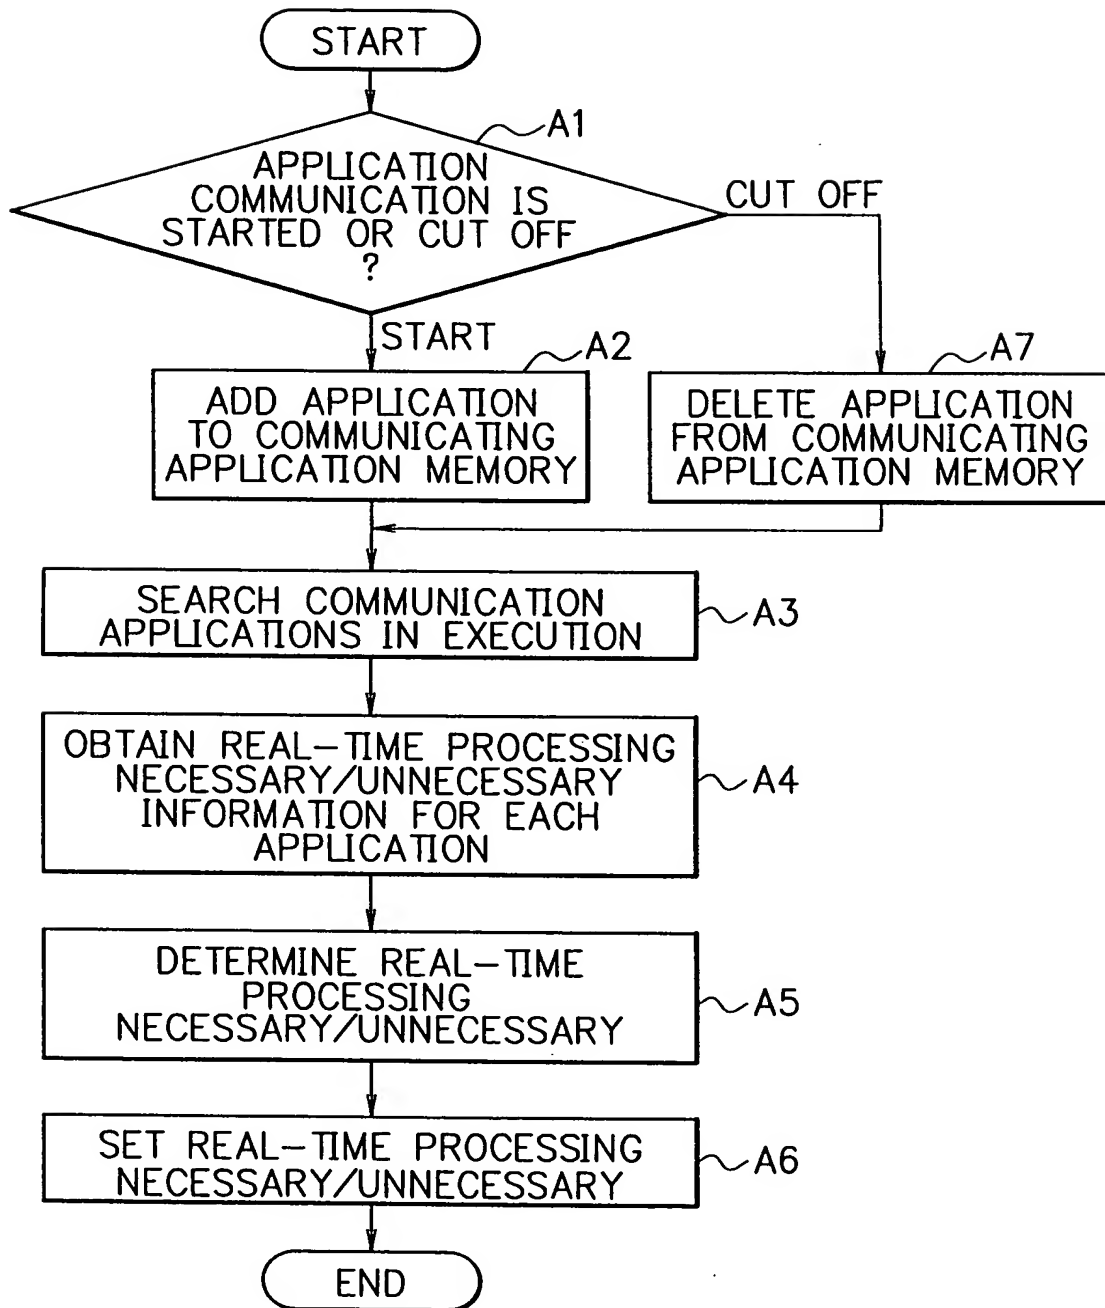 START
A1
APPLICATION
COMMUNICATION IS
STARTED OR CUT OFF
?
CUT OFF
START
A2
ADD APPLICATION
TO COMMUNICATING
APPLICATION MEMORY
A7
DELETE APPLICATION
FROM COMMUNICATING
APPLICATION MEMORY
SEARCH COMMUNICATION
APPLICATIONS IN EXECUTION
A3
OBTAIN REAL-TIME PROCESSING
NECESSARY/UNNECESSARY
INFORMATION FOR EACH
APPLICATION
A4
DETERMINE REAL-TIME
PROCESSING
NECESSARY/UNNECESSARY
A5
SET REAL-TIME PROCESSING
NECESSARY/UNNECESSARY
A6
END